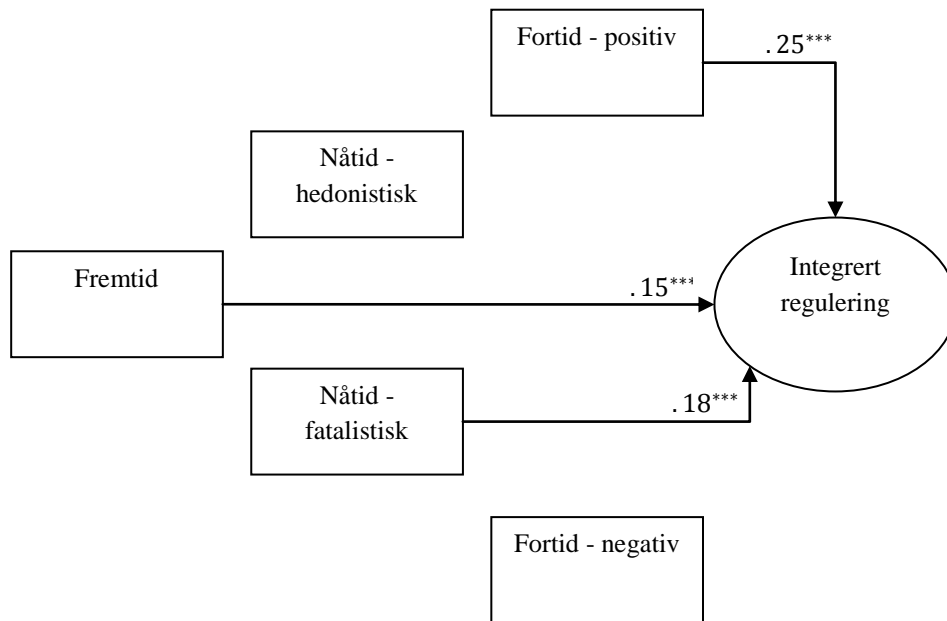 Fortid - positiv
. 25***
Nåtid -
hedonistisk
Fremtid
. 15***
Integrert
regulering
Nåtid -
fatalistisk
. 18***
Fortid - negativ